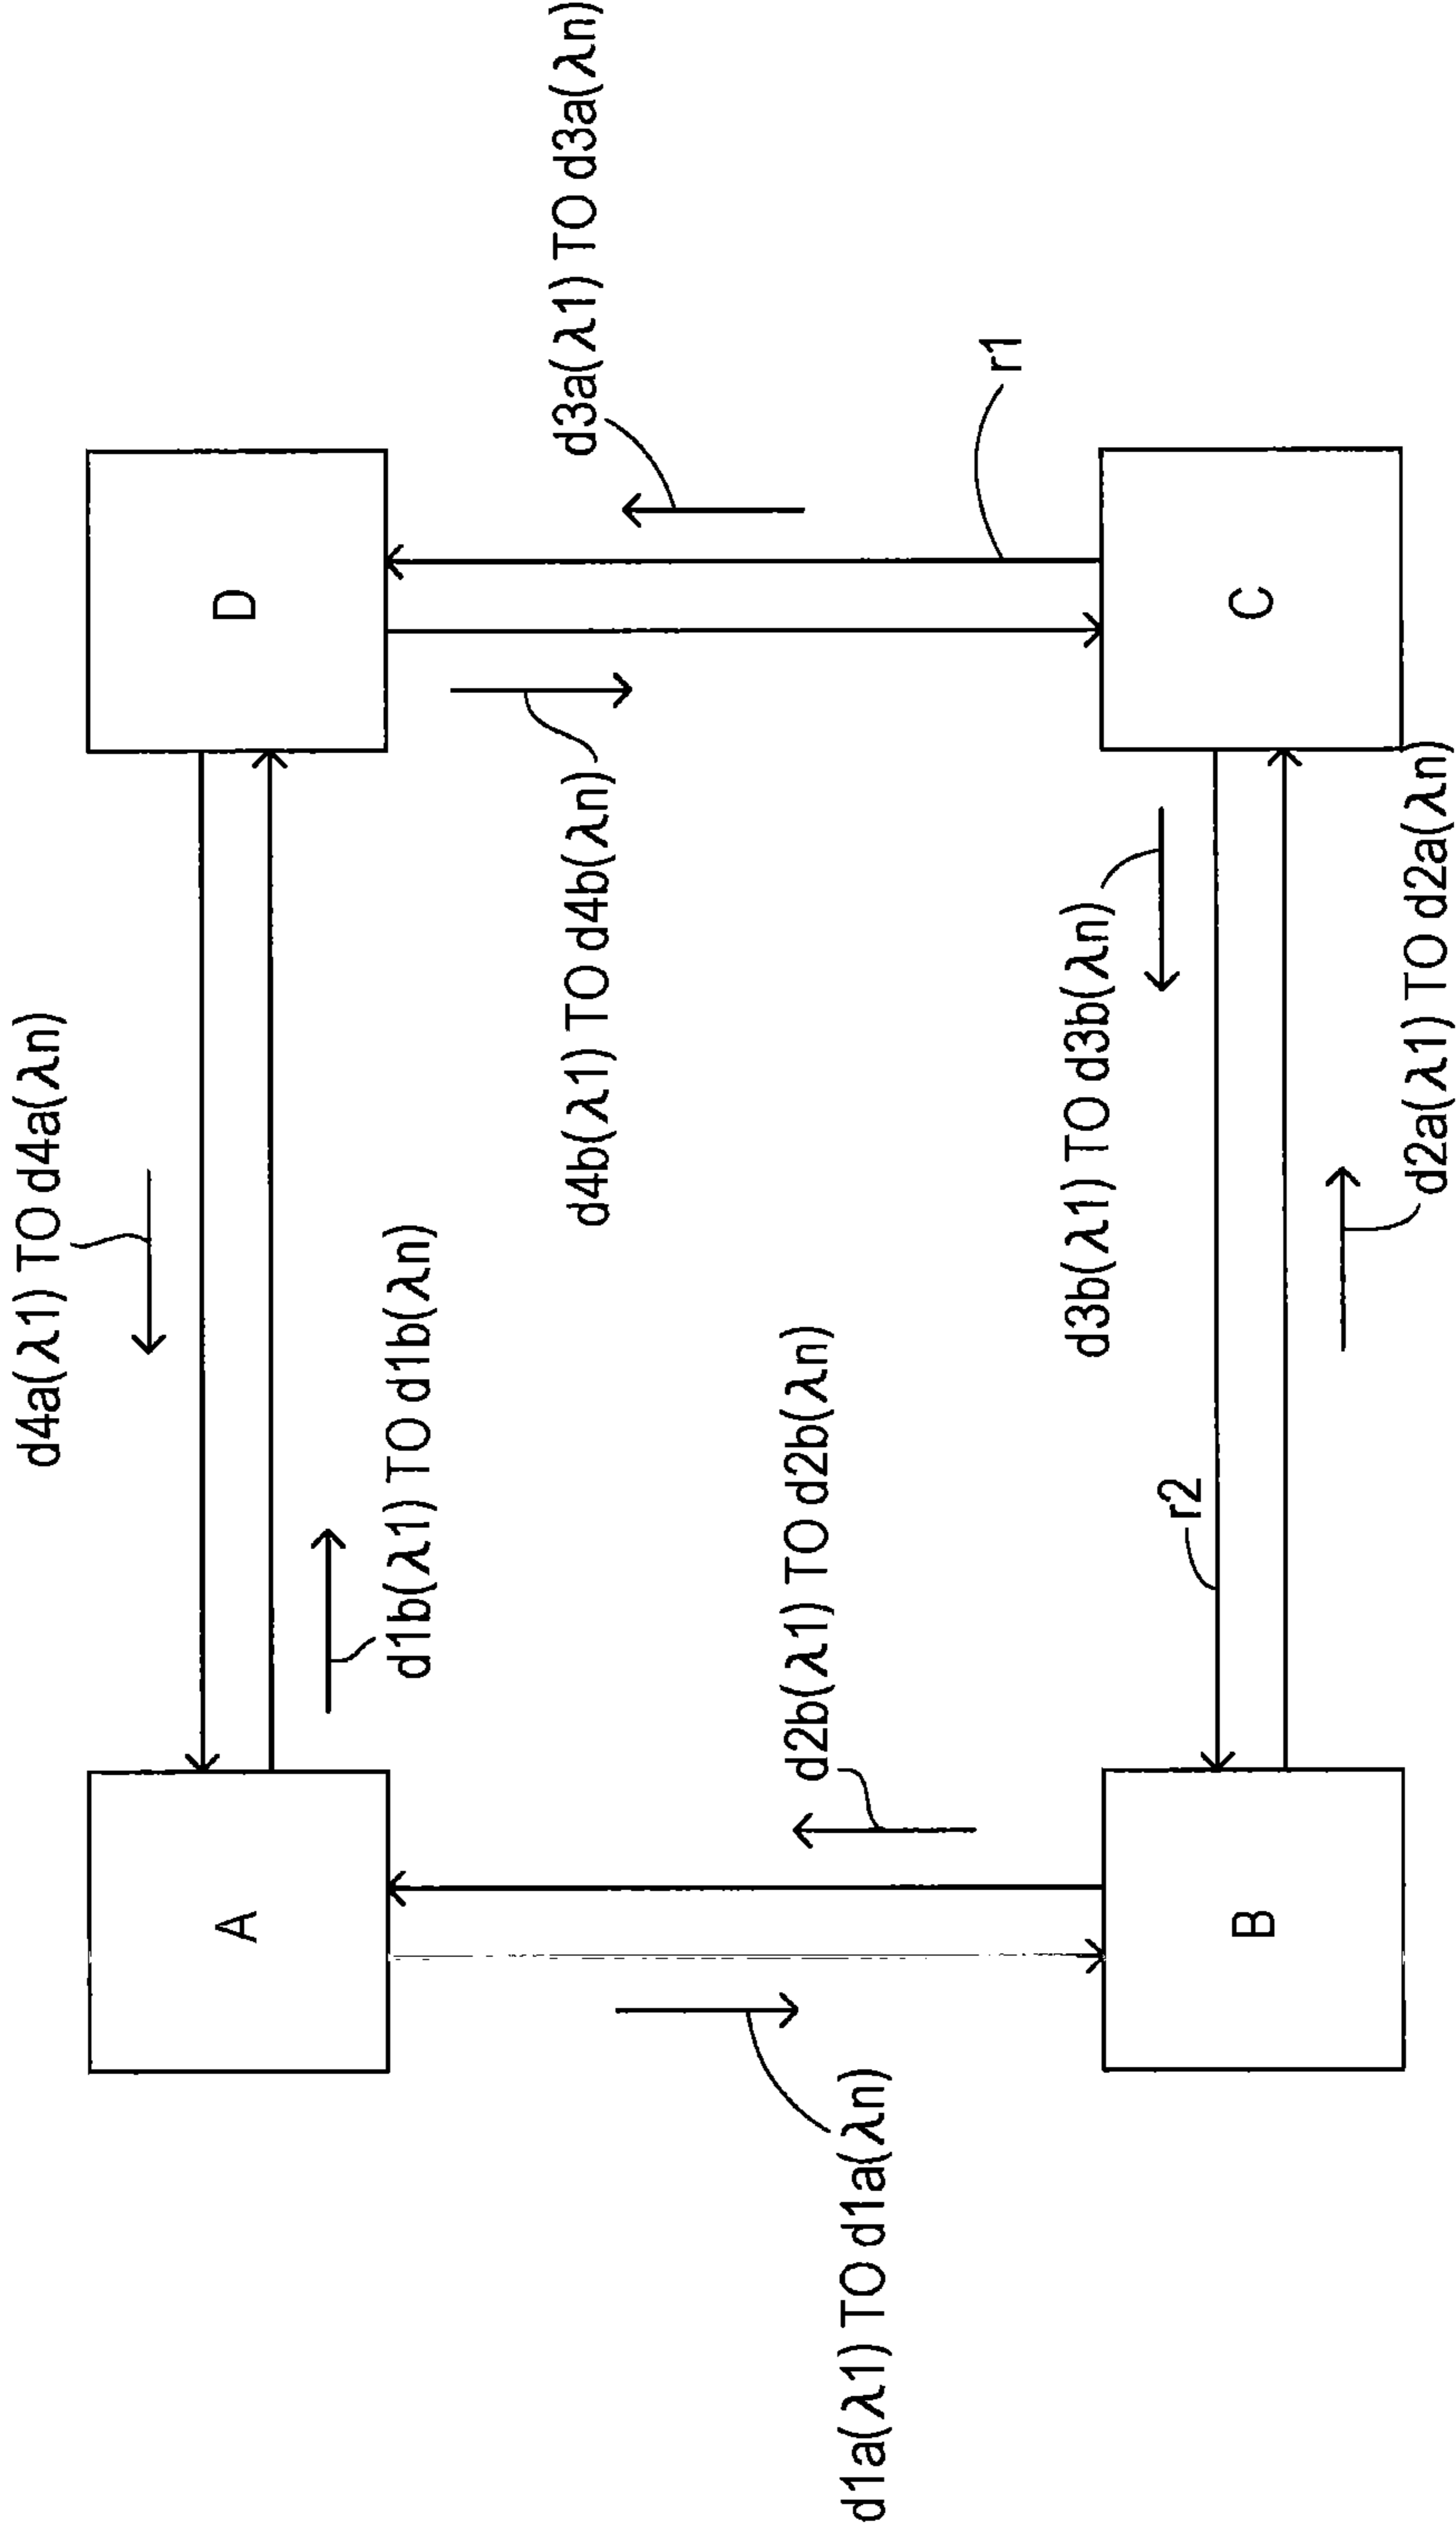 d1a(λ1) TO d1a(λn)
A
B
d2b(λ1) TO d2b(λn)
d4a(λ1) TO d4a(λn)
d1b(λ1) TO d1b(λn)
r2
d3b(λ1) TO d3b(λn)
d2a(λ1) TO d2a(λn)
d4b(λ1) TO d4b(λn)
D
C
r1
d3a(λ1) TO d3a(λn)